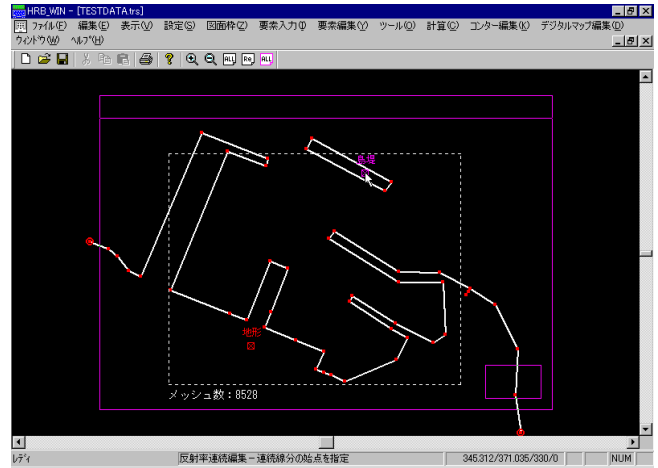 HRB_WIN - [TESTDATA.trs]
ファイル(F) 編集(E) 表示(V) 設定(S) 図面枠(Z) 要素入力(I) 要素編集(Y) ツール(O) 計算(C) コンター編集(K) デジタルマップ編集(D)
ウィンドウ(W) ヘルプ(H)
ALL Re ALL
島堤
地形
メッシュ数:8528
レディ 反射率連続編集-連続線分の始点を指定 345.312/371.035/330/0 NUM